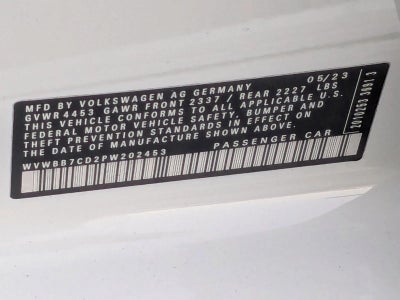 MFD BY VOLKSWAGEN AG GERMANY 05/23
GVWR 4453 GAWR FRONT 2337 / REAR 2227 LBS
THIS VEHICLE CONFORMS TO ALL APPLICABLE U.S.
FEDERAL MOTOR VEHICLE SAFETY, BUMPER AND
THEFT PREVENTION STANDARDS IN EFFECT ON
THE DATE OF MANUFACTURE SHOWN ABOVE.
WVWBB7CD2PW202453 PASSENGER CAR